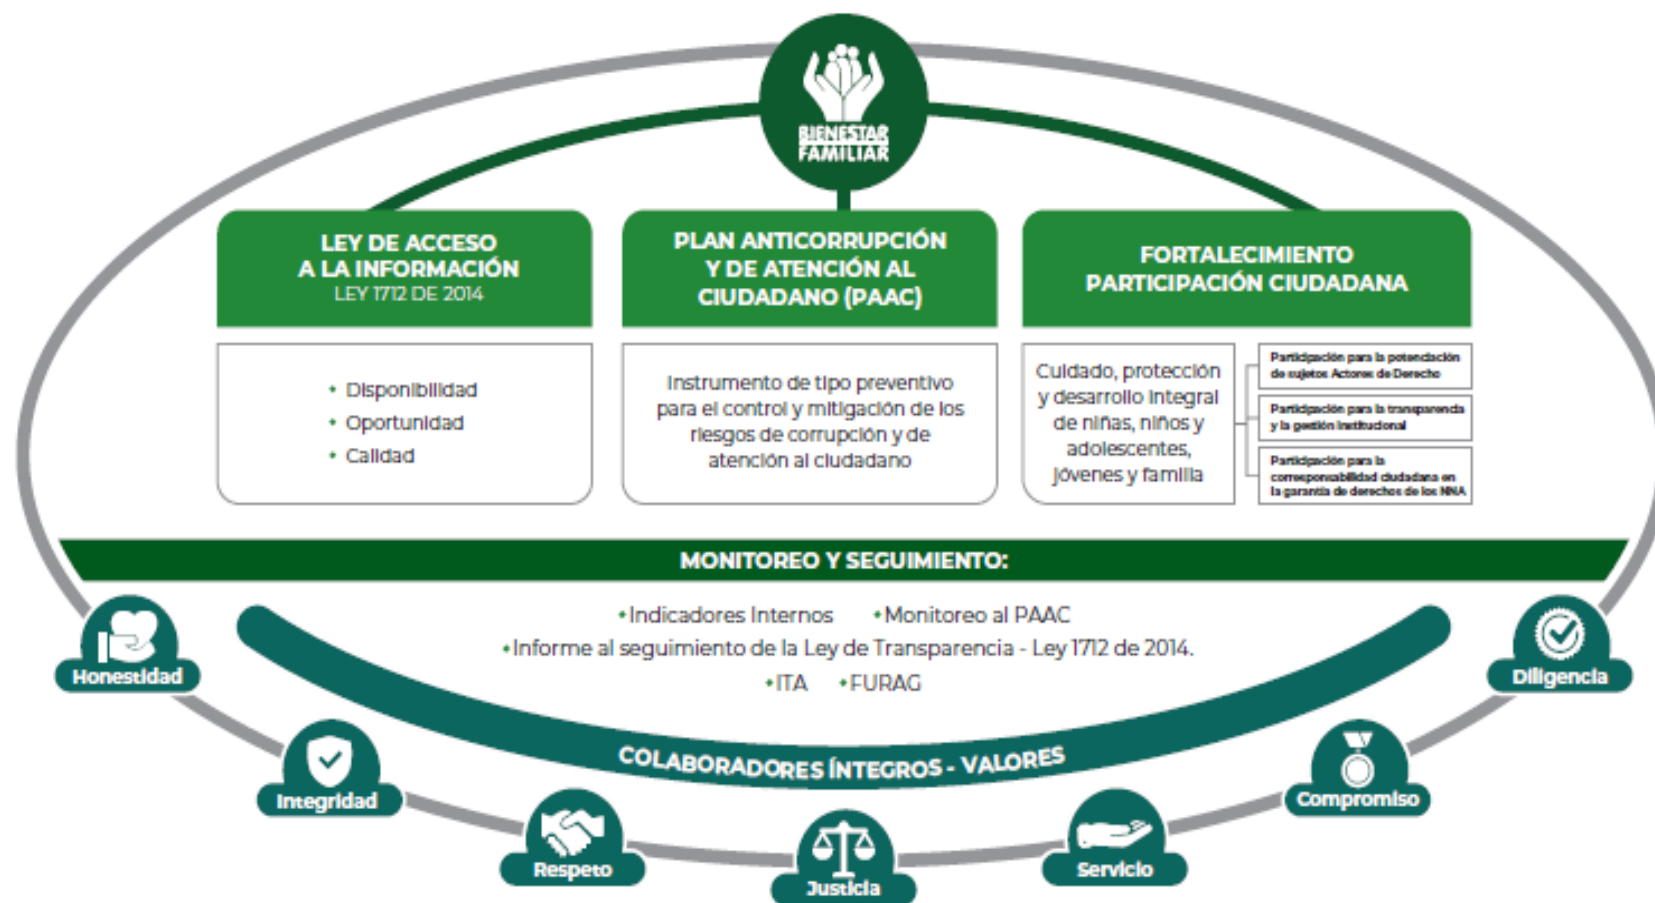 BIENESTAR
FAMILIAR
LEY DE ACCESO
A LA INFORMACIÓN
LEY 1712 DE 2014
• Disponibilidad
• Oportunidad
• Calidad
PLAN ANTICORRUPCIÓN
Y DE ATENCIÓN AL
CIUDADANO (PAAC)
Instrumento de tipo preventivo
para el control y mitigación de los
riesgos de corrupción y de
atención al ciudadano
FORTALECIMIENTO
PARTICIPACIÓN CIUDADANA
Cuidado, protección
y desarrollo integral
de niñas, niños y
adolescentes,
jóvenes y familia
Participación para la potenciación
de sujetos Actores de Derecho
Participación para la transparencia
y la gestión institucional
Participación para la
corresponsabilidad ciudadana en
la garantía de derechos de los NNA
MONITOREO Y SEGUIMIENTO:
•Indicadores Internos •Monitoreo al PAAC
•Informe al seguimiento de la Ley de Transparencia - Ley 1712 de 2014.
•ITA •FURAG
COLABORADORES ÍNTEGROS - VALORES
Honestidad
Integridad
Respeto
Justicia
Servicio
Compromiso
Diligencia